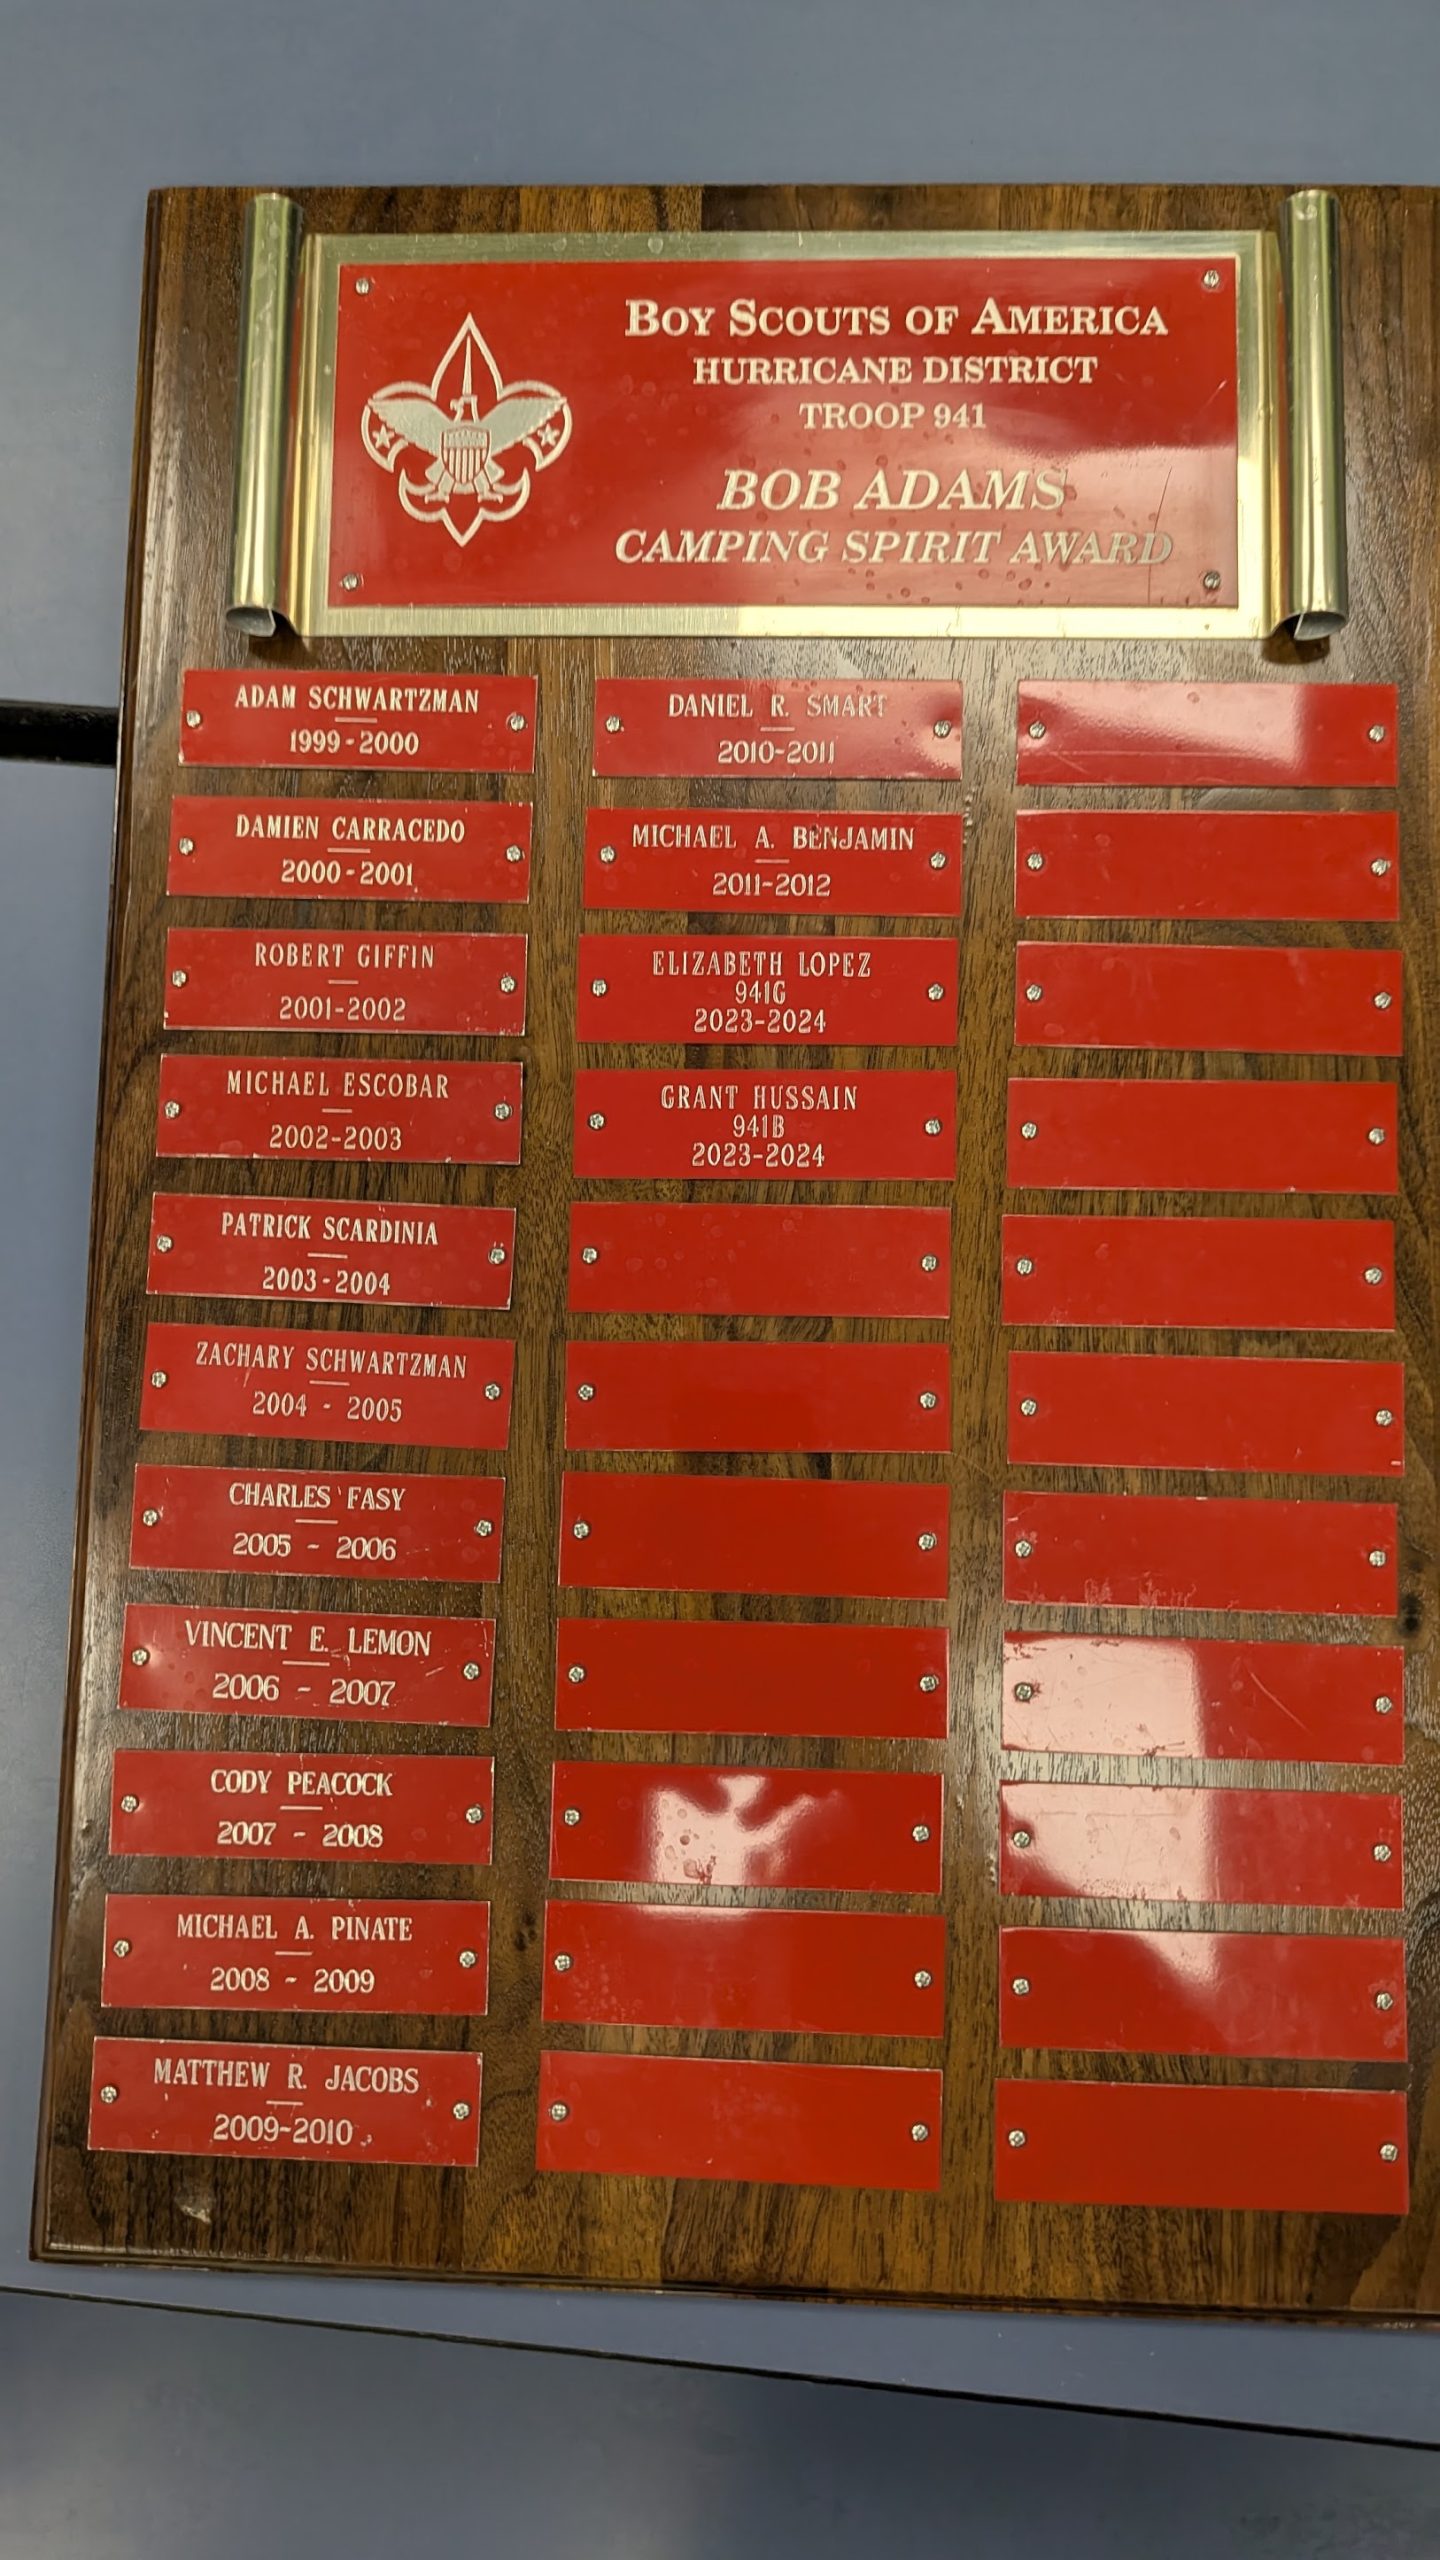 BOY SCOUTS OF AMERICA
HURRICANE DISTRICT
TROOP 941
BOB ADAMS
CAMPING SPIRIT AWARD
ADAM SCHWARTZMAN
1999-2000
DAMIEN CARRACEDO
2000-2001
ROBERT GIFFIN
2001-2002
MICHAEL ESCOBAR
2002-2003
PATRICK SCARDINIA
2003-2004
ZACHARY SCHWARTZMAN
2004 - 2005
CHARLES FASY
2005 - 2006
VINCENT E. LEMON
2006 - 2007
CODY PEACOCK
2007 - 2008
MICHAEL A. PINATE
2008 - 2009
MATTHEW R. JACOBS
2009-2010
DANIEL R. SMART
2010-2011
MICHAEL A. BENJAMIN
2011-2012
ELIZABETH LOPEZ
941G
2023-2024
GRANT HUSSAIN
941B
2023-2024